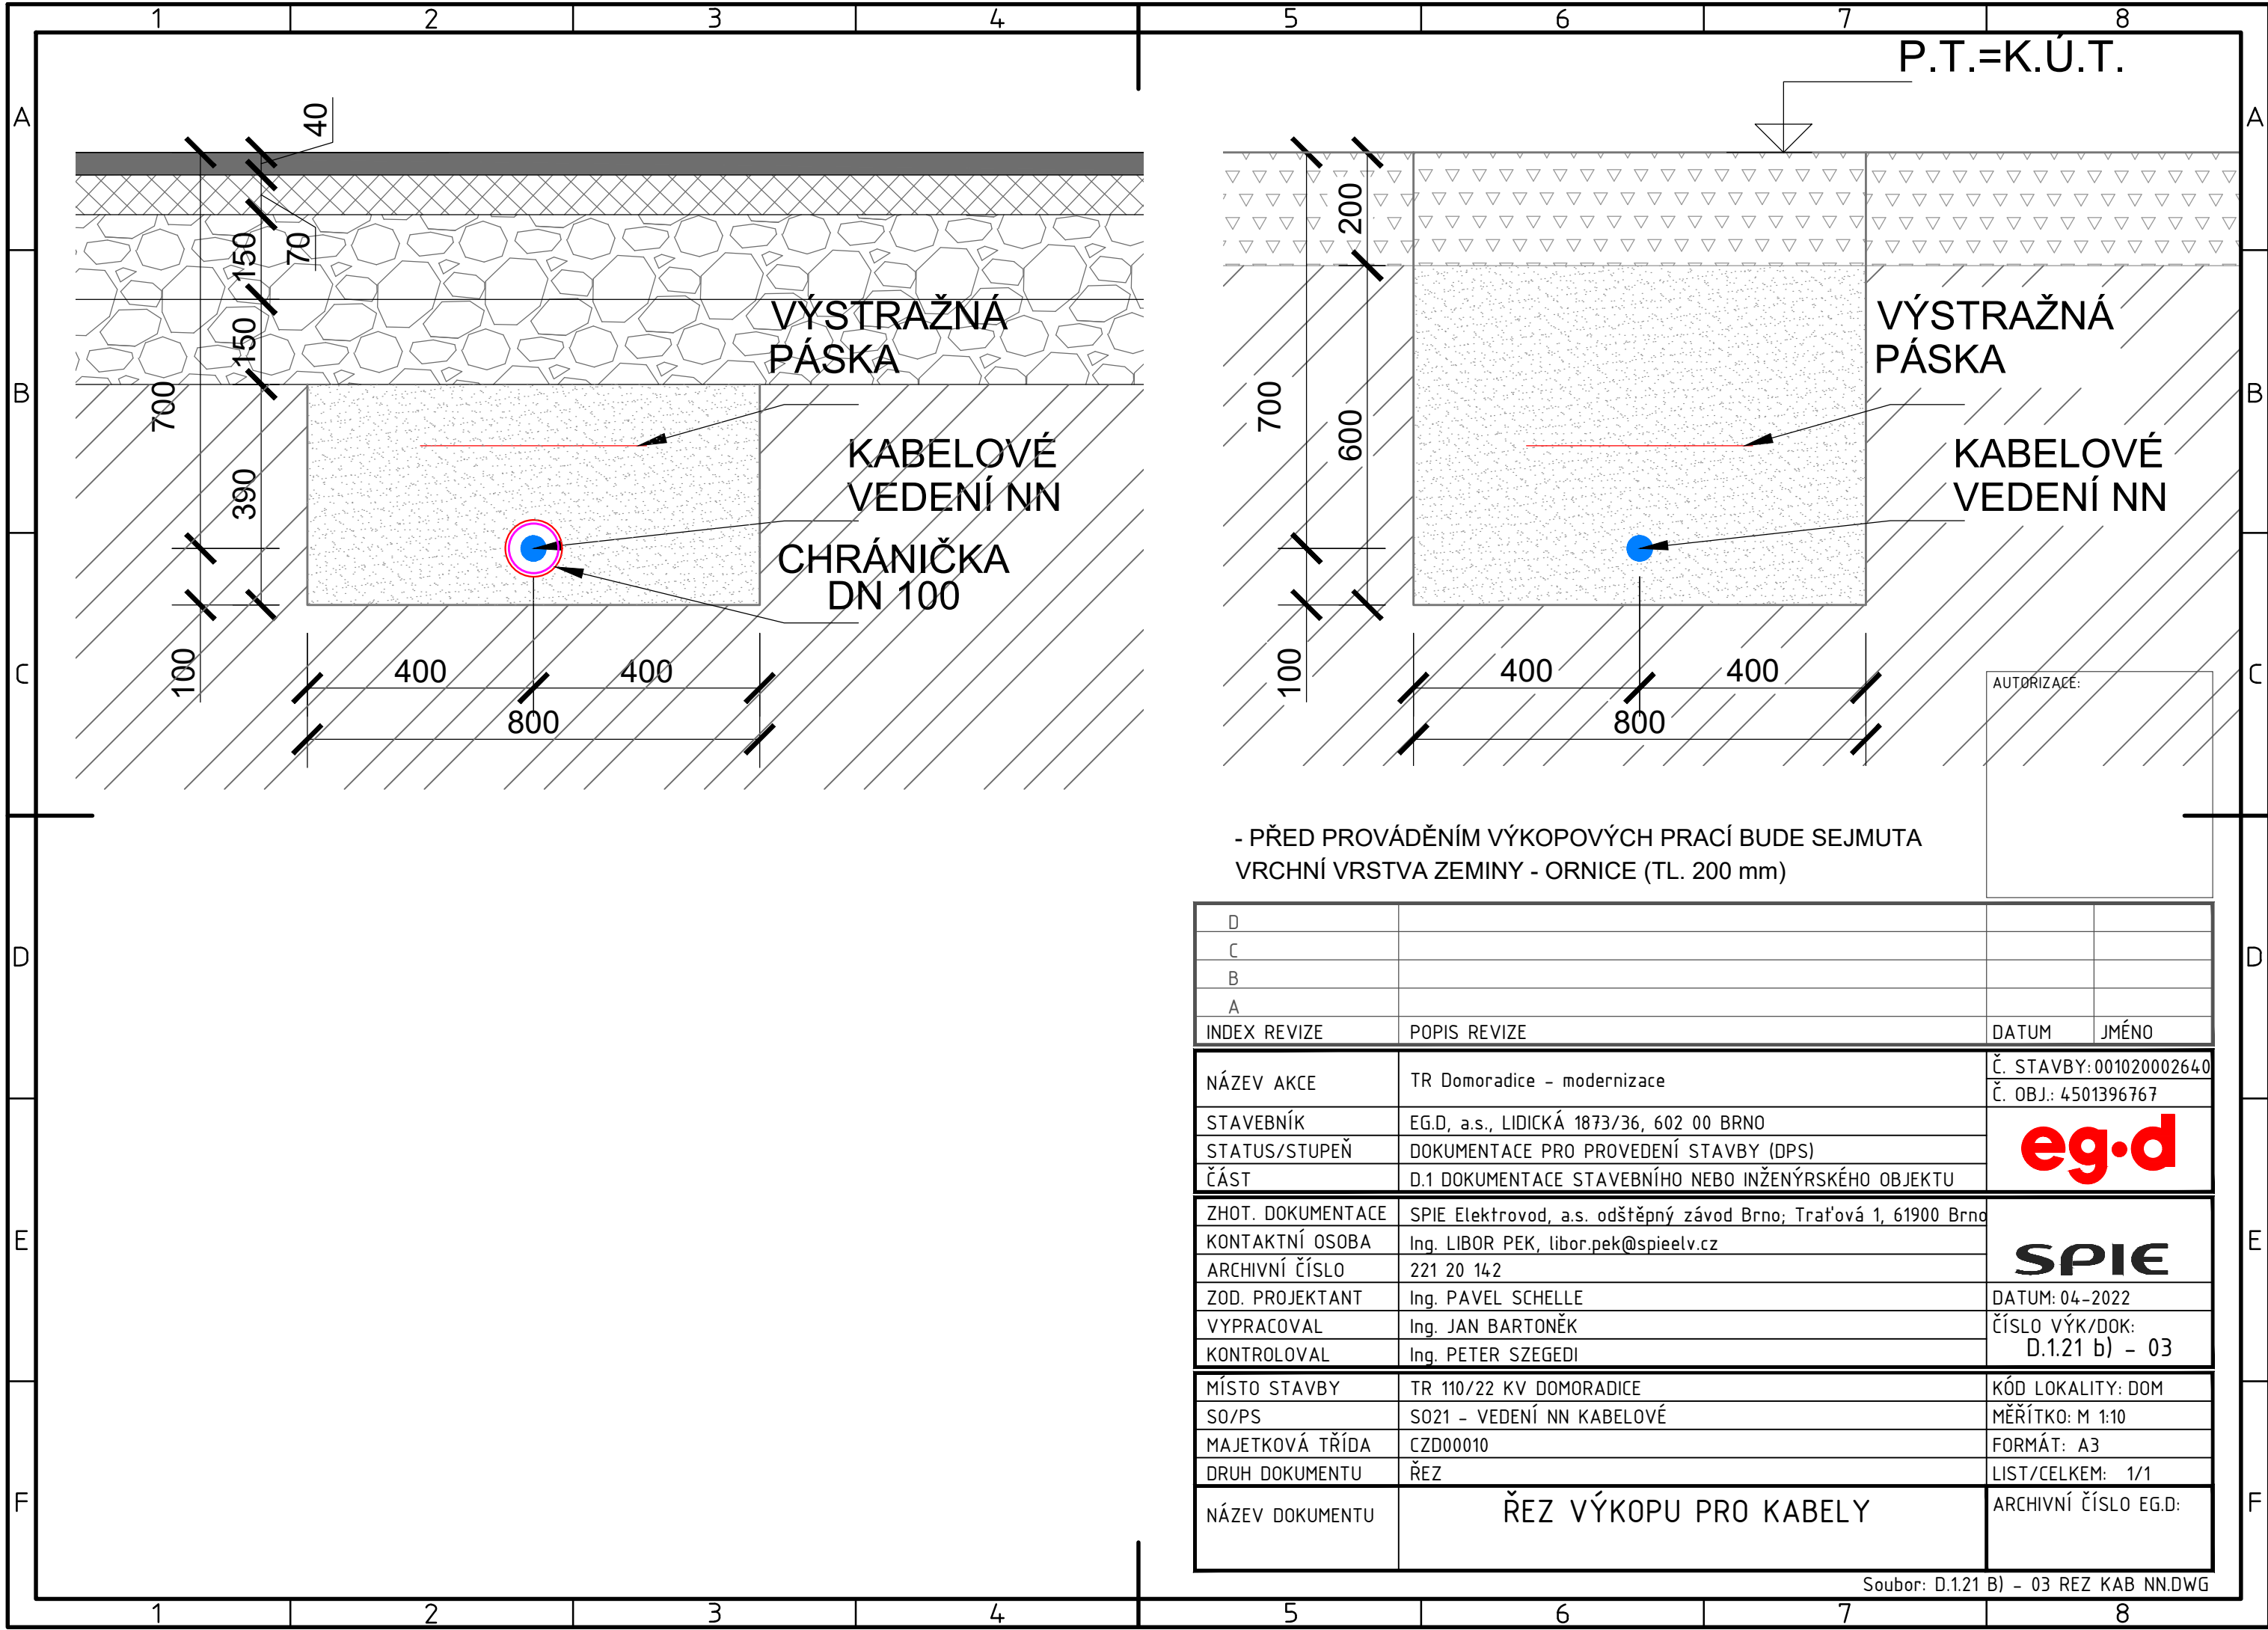 1 2 3 4 5 6 7 8
P.T.=K.Ú.T.
A A
B B
C C
D D
E E
F F
40
70
150
150
700
390
100
VÝSTRAŽNÁ
PÁSKA
KABELOVÉ
VEDENÍ NN
CHRÁNIČKA
DN 100
400 400
800
200
700
600
100
VÝSTRAŽNÁ
PÁSKA
KABELOVÉ
VEDENÍ NN
400 400
800
AUTORIZACE:
- PŘED PROVÁDĚNÍM VÝKOPOVÝCH PRACÍ BUDE SEJMUTA
VRCHNÍ VRSTVA ZEMINY - ORNICE (TL. 200 mm)
D
C
B
A
INDEX REVIZE POPIS REVIZE DATUM JMÉNO
NÁZEV AKCE TR Domoradice - modernizace Č. STAVBY: 001020002640
Č. OBJ.: 4501396767
STAVEBNÍK EG.D, a.s., LIDICKÁ 1873/36, 602 00 BRNO
STATUS/STUPEŇ DOKUMENTACE PRO PROVEDENÍ STAVBY (DPS)
eg·d
ČÁST D.1 DOKUMENTACE STAVEBNÍHO NEBO INŽENÝRSKÉHO OBJEKTU
ZHOT. DOKUMENTACE SPIE Elektrovod, a.s. odštěpný závod Brno; Traťová 1, 61900 Brno
KONTAKTNÍ OSOBA Ing. LIBOR PEK, libor.pek@spieelv.cz
SPIE
ARCHIVNÍ ČÍSLO 221 20 142
ZOD. PROJEKTANT Ing. PAVEL SCHELLE DATUM: 04-2022
VYPRACOVAL Ing. JAN BARTONĚK ČÍSLO VÝK/DOK:
KONTROLOVAL Ing. PETER SZEGEDI D.1.21 b) - 03
MÍSTO STAVBY TR 110/22 KV DOMORADICE KÓD LOKALITY: DOM
SO/PS SO21 - VEDENÍ NN KABELOVÉ MĚŘÍTKO: M 1:10
MAJETKOVÁ TŘÍDA CZD00010 FORMÁT: A3
DRUH DOKUMENTU ŘEZ LIST/CELKEM: 1/1
NÁZEV DOKUMENTU ŘEZ VÝKOPU PRO KABELY ARCHIVNÍ ČÍSLO EG.D:
Soubor: D.1.21 B) - 03 REZ KAB NN.DWG
1 2 3 4 5 6 7 8